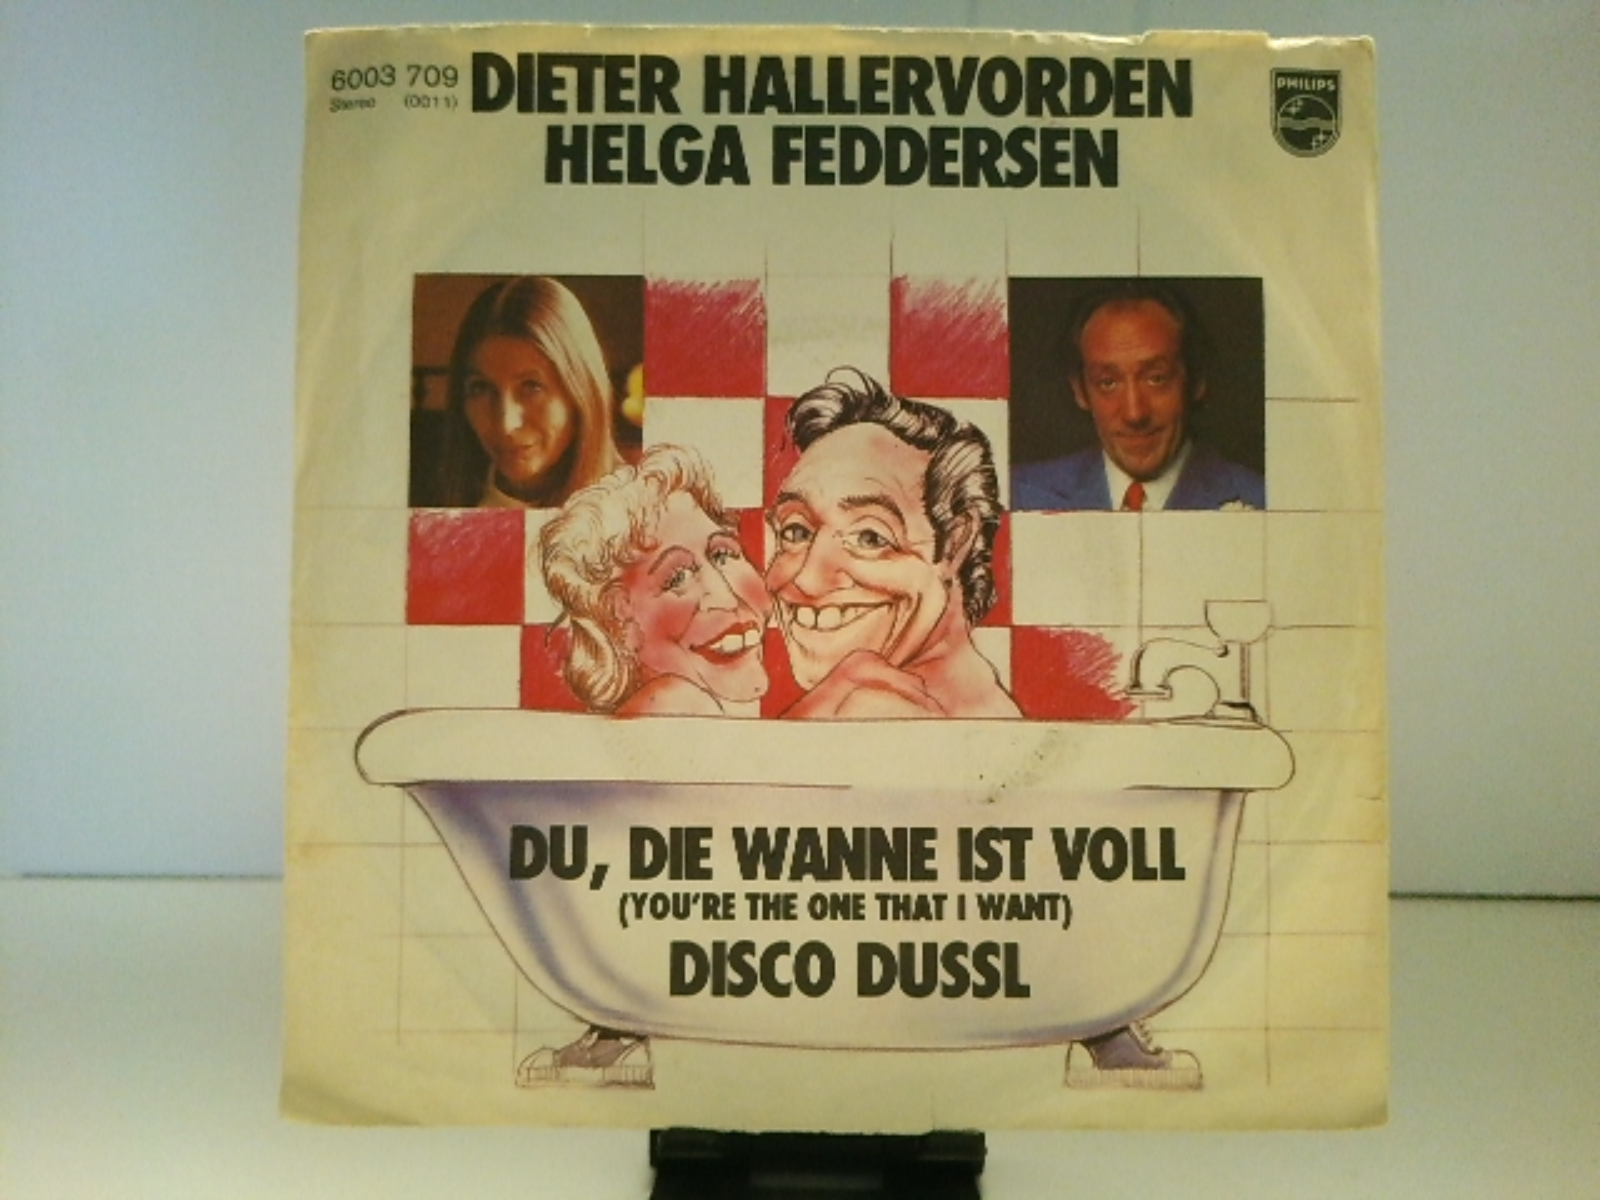 6003 709
Stereo (0011)
DIETER HALLERVORDEN
HELGA FEDDERSEN
PHILIPS
DU, DIE WANNE IST VOLL
(YOU'RE THE ONE THAT I WANT)
DISCO DUSSL